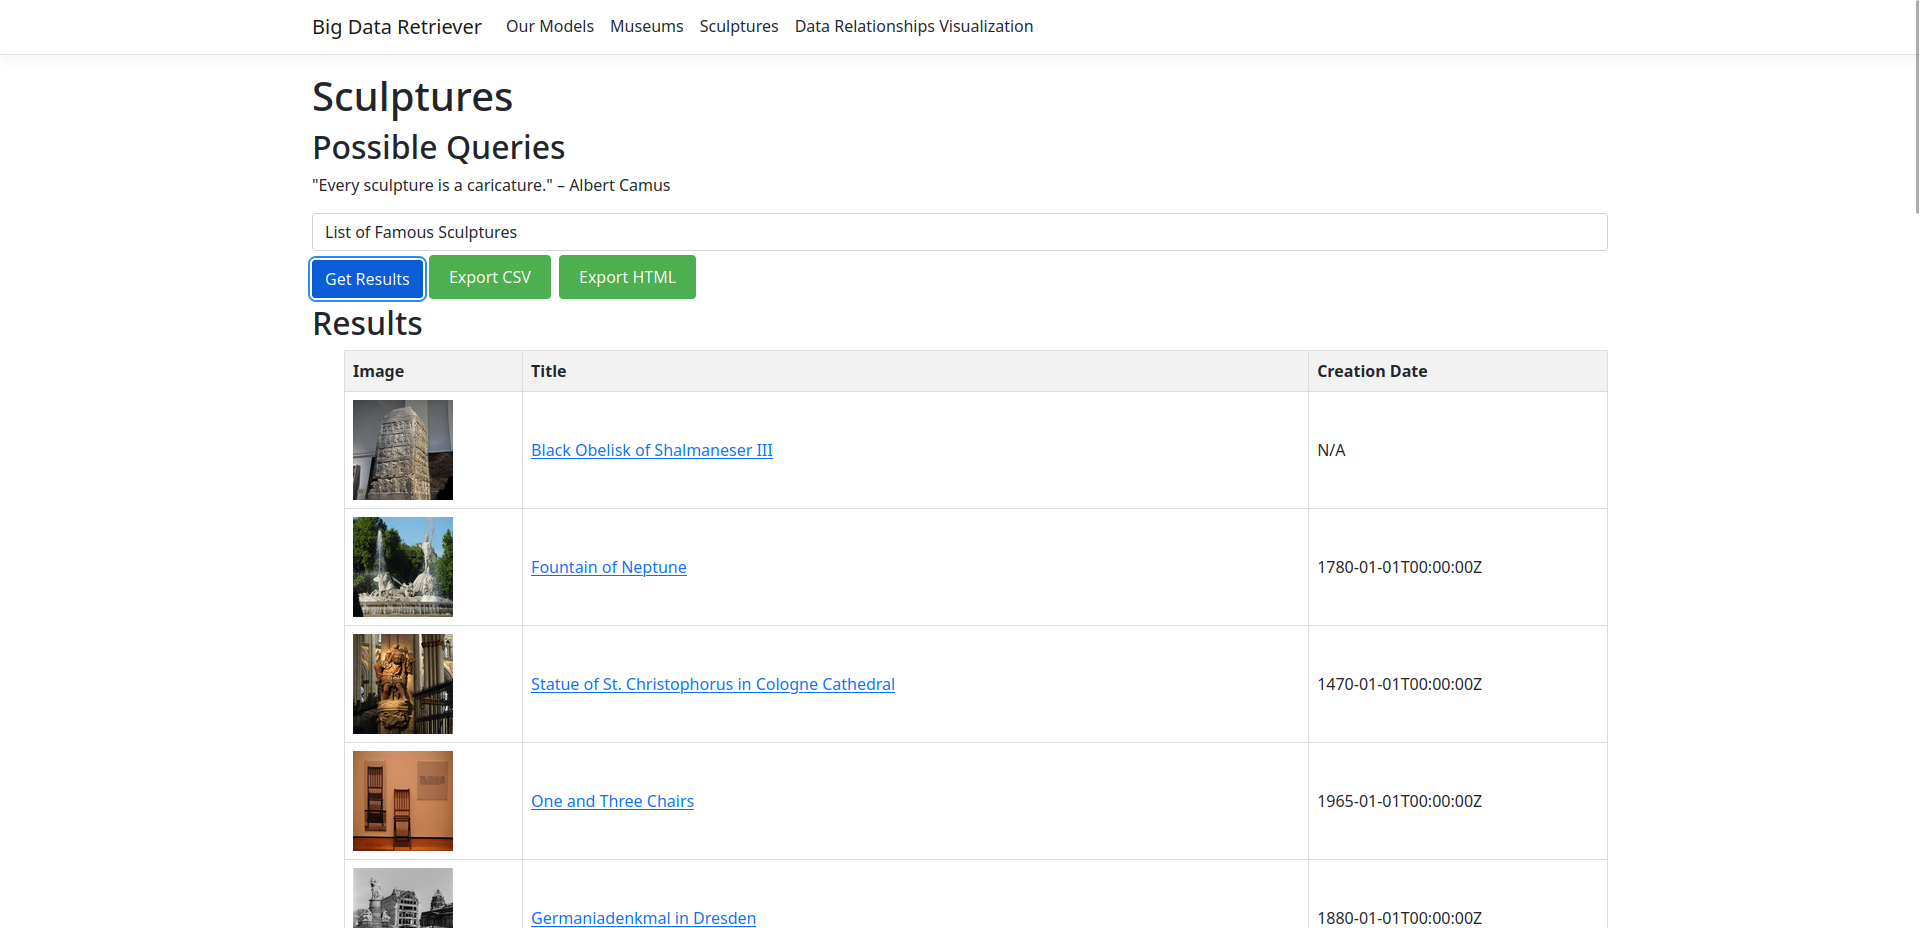 Big Data Retriever Our Models Museums Sculptures Data Relationships Visualization
Sculptures
Possible Queries
"Every sculpture is a caricature." – Albert Camus
List of Famous Sculptures
Get Results Export CSV Export HTML
Results
Image Title Creation Date
Black Obelisk of Shalmaneser III N/A
Fountain of Neptune 1780-01-01T00:00:00Z
Statue of St. Christophorus in Cologne Cathedral 1470-01-01T00:00:00Z
One and Three Chairs 1965-01-01T00:00:00Z
Germaniadenkmal in Dresden 1880-01-01T00:00:00Z